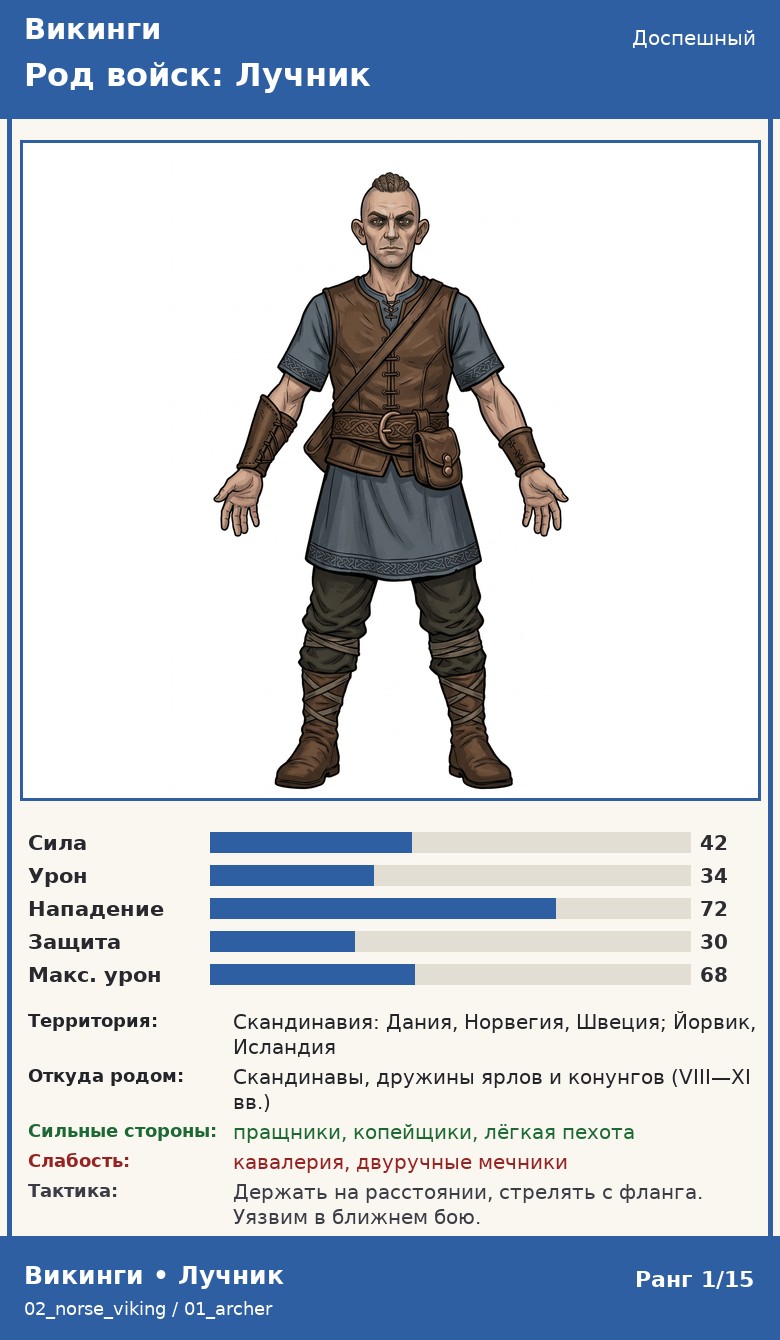 Викинги
Доспешный
Род войск: Лучник
Сила 42
Урон 34
Нападение 72
Защита 30
Макс. урон 68
Территория: Скандинавия: Дания, Норвегия, Швеция; Йорвик,
Исландия
Откуда родом: Скандинавы, дружины ярлов и конунгов (VIII—XI
вв.)
Сильные стороны: пращники, копейщики, лёгкая пехота
Слабость: кавалерия, двуручные мечники
Тактика: Держать на расстоянии, стрелять с фланга.
Уязвим в ближнем бою.
Викинги • Лучник
Ранг 1/15
02_norse_viking / 01_archer